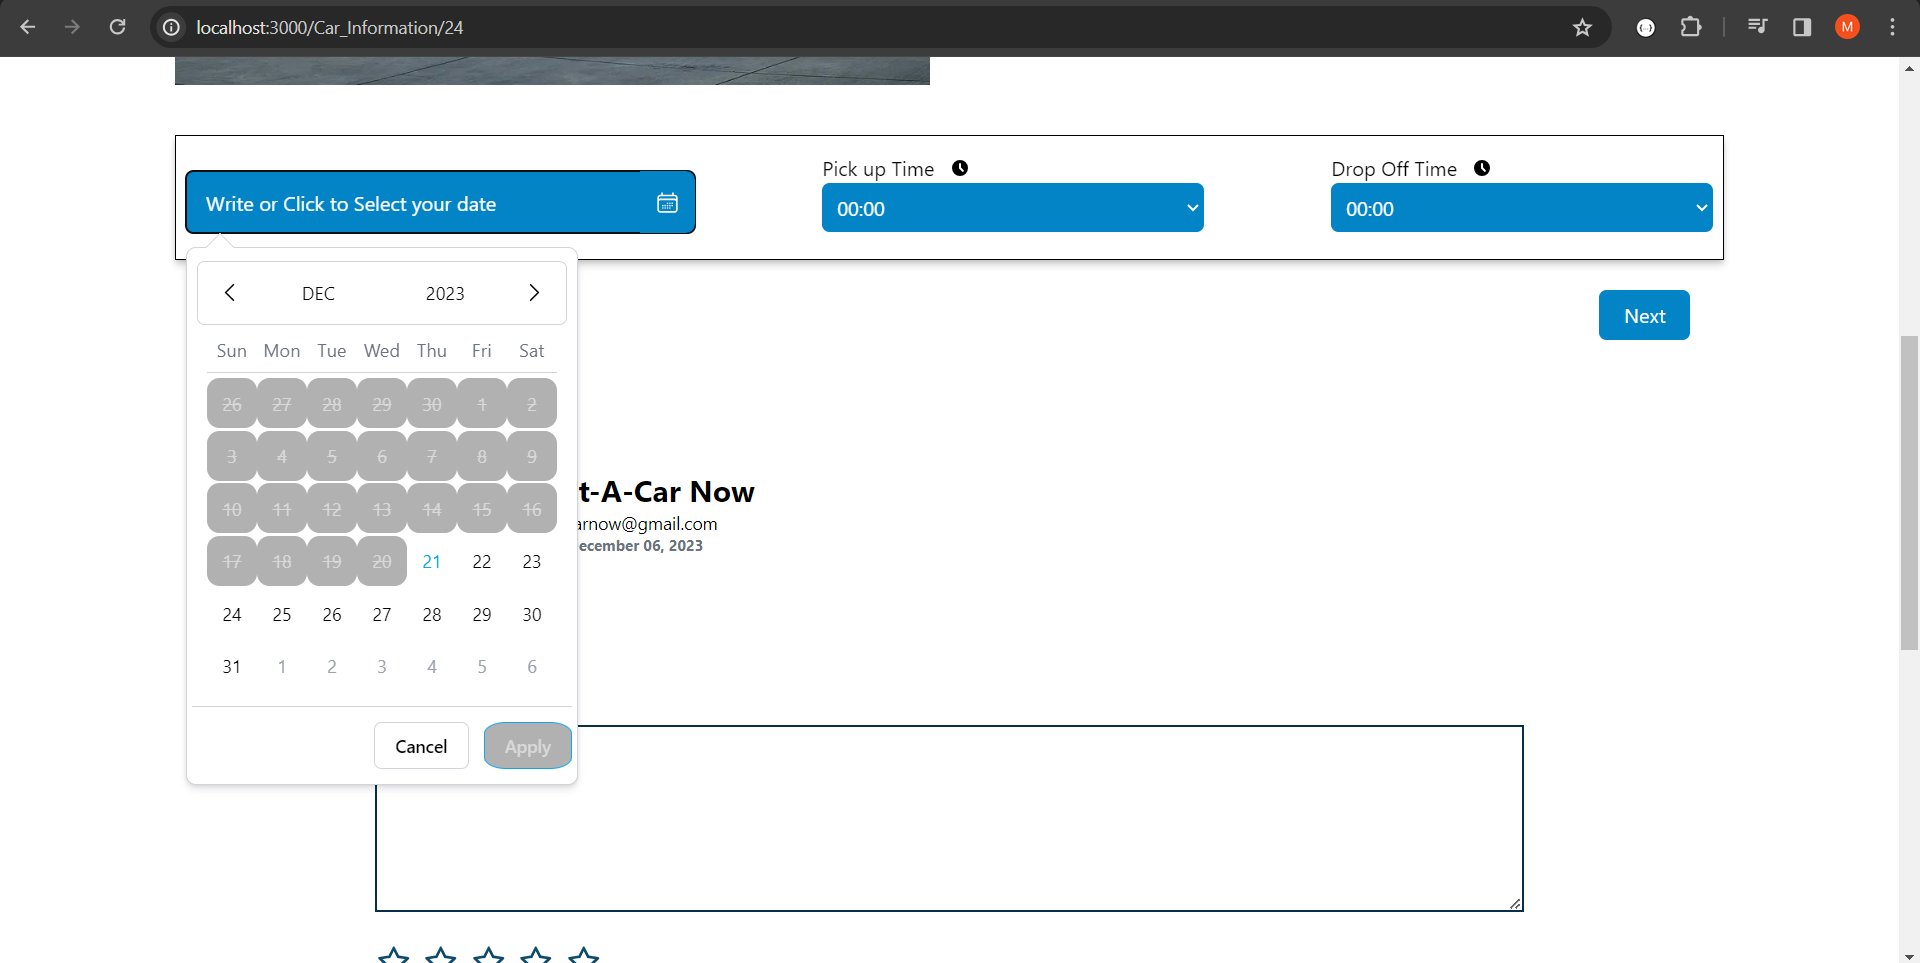 localhost:3000/Car_Information/24
M
Write or Click to Select your date
Pick up Time
00:00
Drop Off Time
00:00
DEC 2023
Sun Mon Tue Wed Thu Fri Sat
26 27 28 29 30 1 2
3 4 5 6 7 8 9
10 11 12 13 14 15 16
17 18 19 20 21 22 23
24 25 26 27 28 29 30
31 1 2 3 4 5 6
Cancel Apply
Next
t-A-Car Now
arnow@gmail.com
ecember 06, 2023